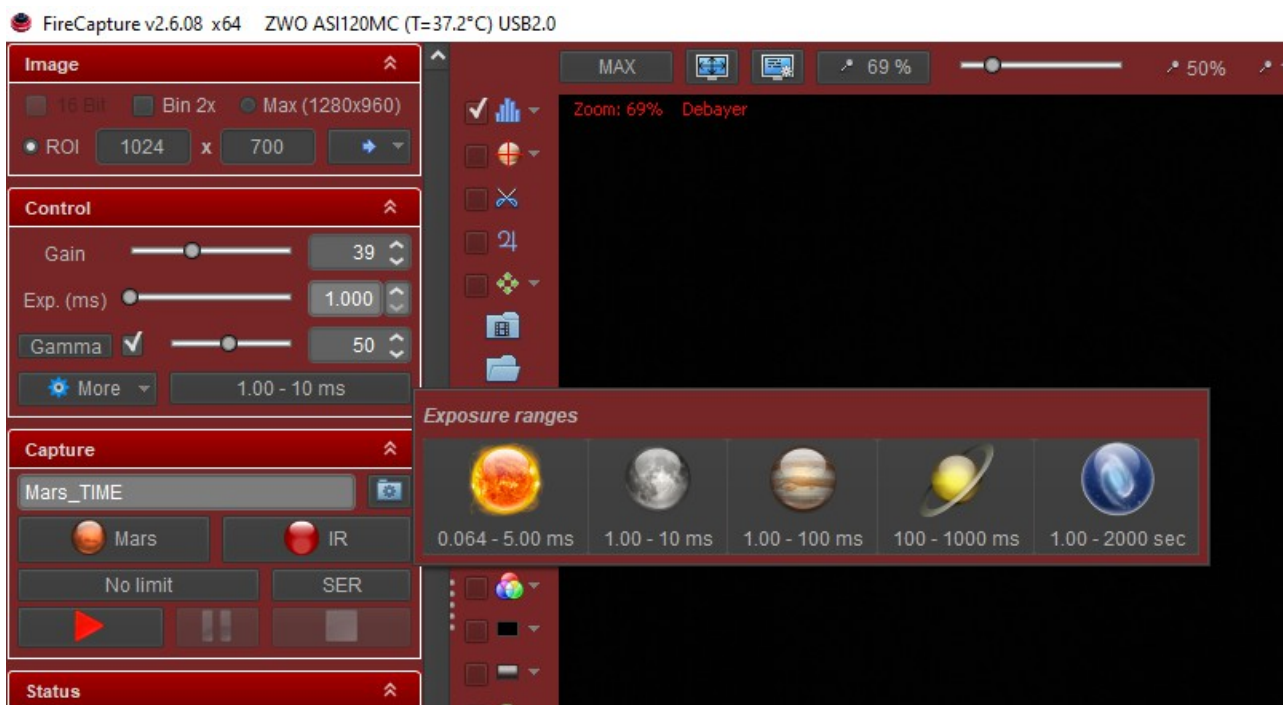 FireCapture v2.6.08 x64 ZWO ASI120MC (T=37.2°C) USB2.0
Image
MAX 69 % 50%
16 Bit Bin 2x Max (1280x960)
Zoom: 69% Debayer
ROI 1024 x 700
Control
Gain 39
Exp. (ms) 1.000
Gamma 50
More 1.00 - 10 ms
Exposure ranges
Capture
Mars_TIME
0.064 - 5.00 ms 1.00 - 10 ms 1.00 - 100 ms 100 - 1000 ms 1.00 - 2000 sec
Mars IR
No limit SER
Status